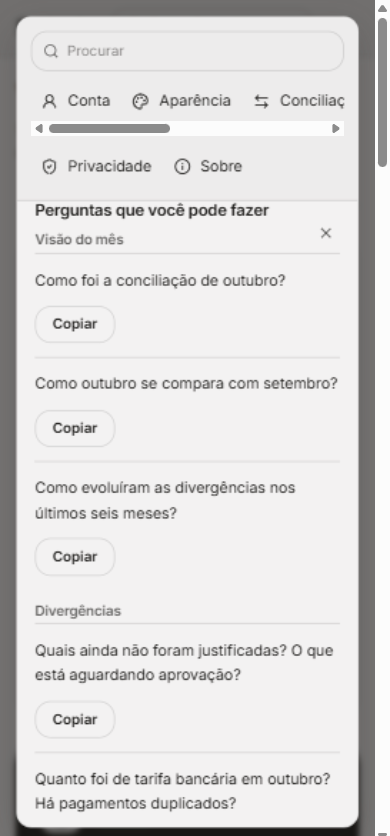 Procurar
Conta
Aparência
Conciliaç
Privacidade
Sobre
Perguntas que você pode fazer
Visão do mês
Como foi a conciliação de outubro?
Copiar
Como outubro se compara com setembro?
Copiar
Como evoluíram as divergências nos
últimos seis meses?
Copiar
Divergências
Quais ainda não foram justificadas? O que
está aguardando aprovação?
Copiar
Quanto foi de tarifa bancária em outubro?
Há pagamentos duplicados?